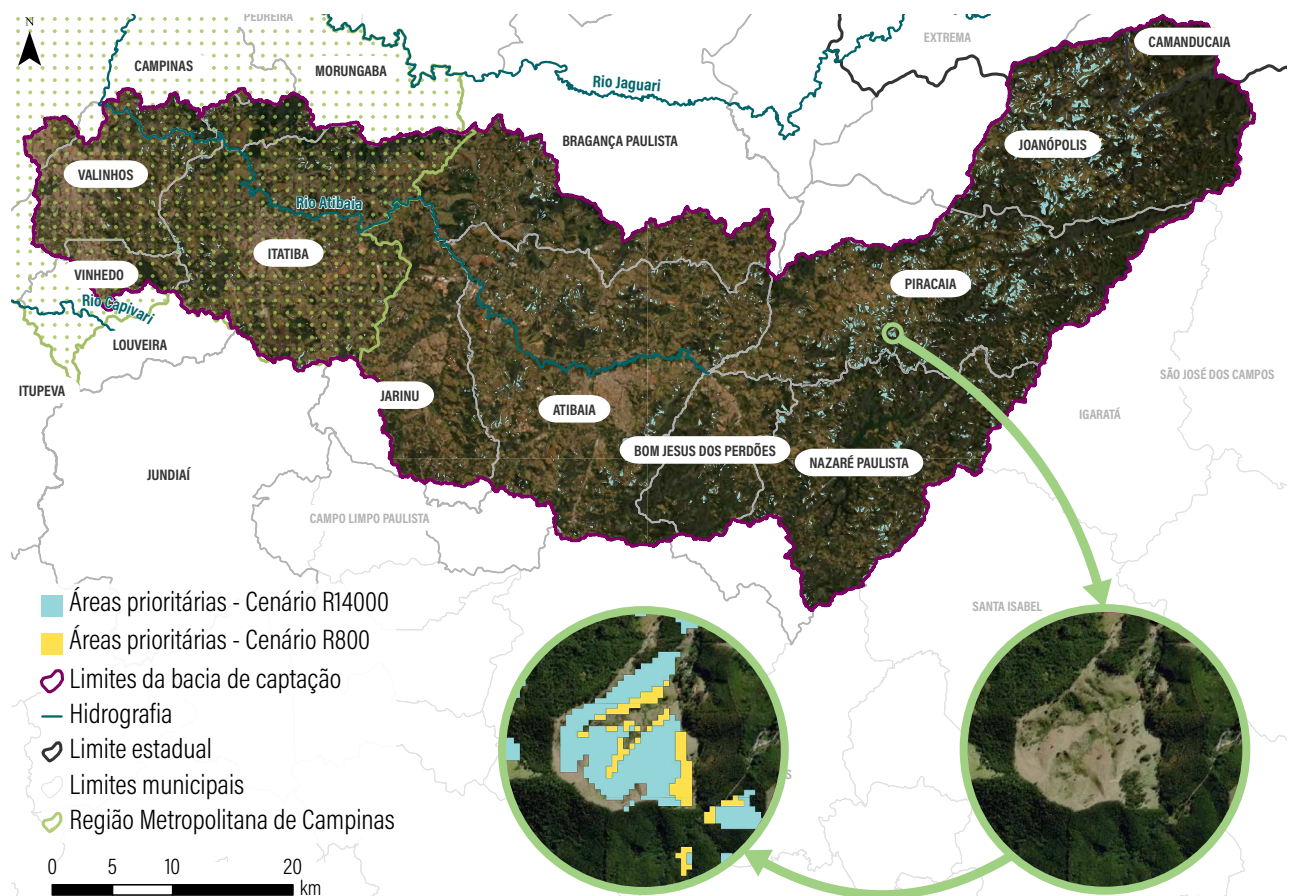 N
PEDREIRA
EXTREMA
CAMANDUCAIA
CAMPINAS
MORUNGABA
Rio Jaguari
BRAGANÇA PAULISTA
JOANÓPOLIS
VALINHOS
Rio Atibaia
ITATIBA
VINHEDO
PIRACAIA
Rio Capivari
LOUVEIRA
ITUPEVA
SÃO JOSÉ DOS CAMPOS
JARINU
ATIBAIA
IGARATÁ
BOM JESUS DOS PERDÕES
NAZARÉ PAULISTA
JUNDIAÍ
CAMPO LIMPO PAULISTA
SANTA ISABEL
Áreas prioritárias - Cenário R14000
Áreas prioritárias - Cenário R800
Limites da bacia de captação
Hidrografia
Limite estadual
Limites municipais
Região Metropolitana de Campinas
0 5 10 20
km